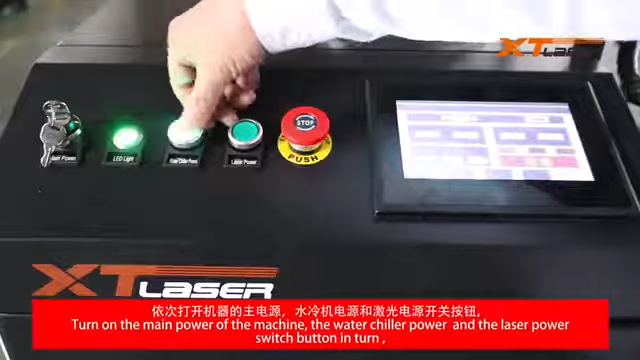 XT LASER
STOP
PUSH
Main Power
LED Light
Water Chiller Power
Laser Power
XT LASER
依次打开机器的主电源，水冷机电源和激光电源开关按钮,
Turn on the main power of the machine, the water chiller power and the laser power
switch button in turn ,